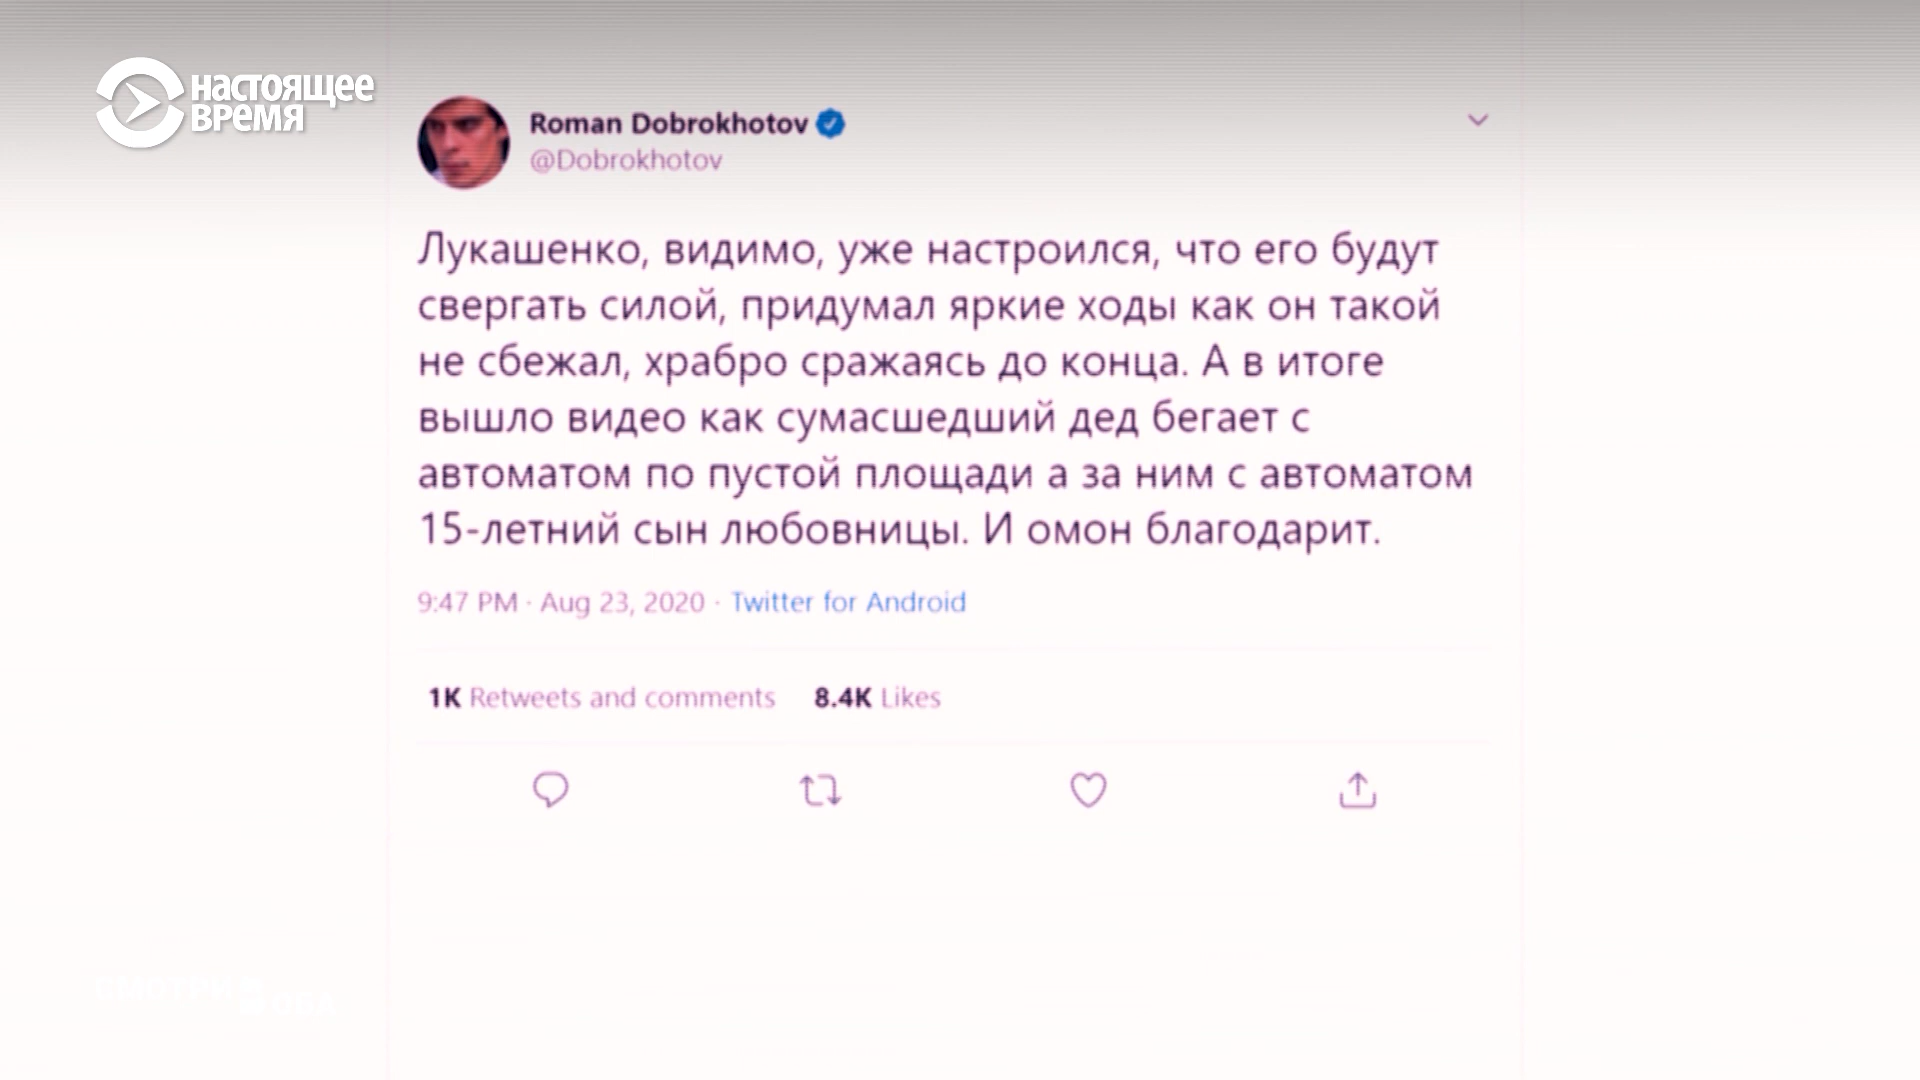 настоящее
время
Roman Dobrokhotov
@Dobrokhotov
Лукашенко, видимо, уже настроился, что его будут
свергать силой, придумал яркие ходы как он такой
не сбежал, храбро сражаясь до конца. А в итоге
вышло видео как сумасшедший дед бегает с
автоматом по пустой площади а за ним с автоматом
15-летний сын любовницы. И омон благодарит.
9:47 PM · Aug 23, 2020 · Twitter for Android
1K Retweets and comments 8.4K Likes
СМОТРИ